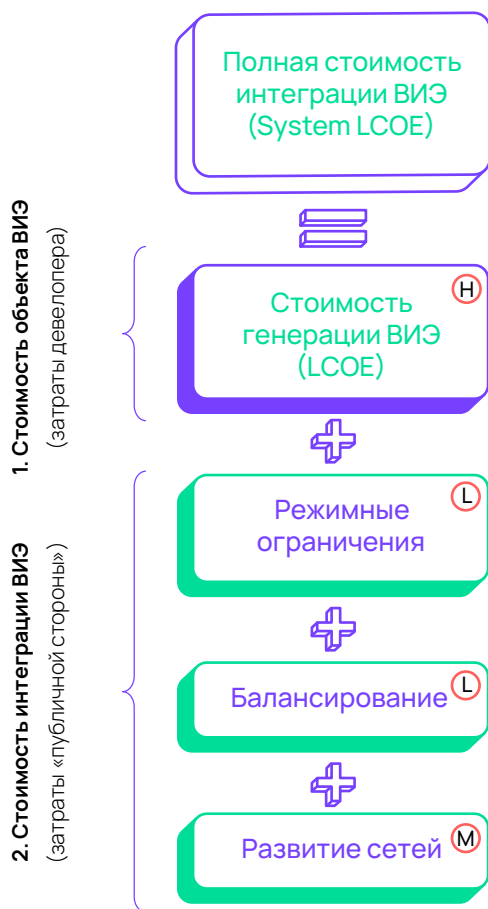 Полная стоимость
интеграции ВИЭ
(System LCOE)
1. Стоимость объекта ВИЭ
(затраты девелопера)
H
Стоимость
генерации ВИЭ
(LCOE)
2. Стоимость интеграции ВИЭ
(затраты «публичной стороны»)
L
Режимные
ограничения
L
Балансирование
M
Развитие сетей